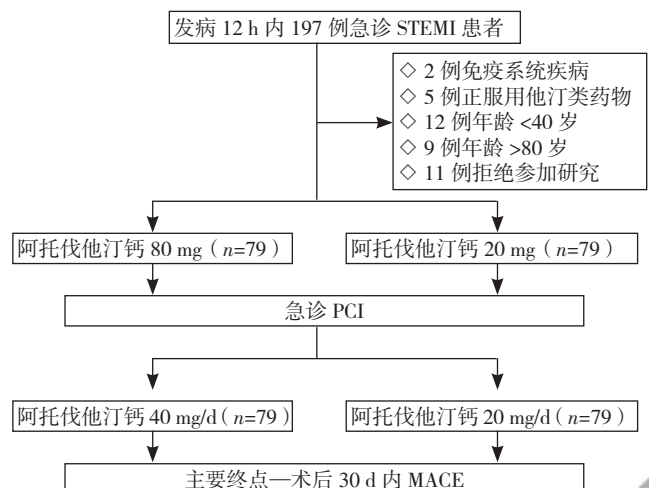 发病 12 h 内 197 例急诊 STEMI 患者
◇ 2 例免疫系统疾病
◇ 5 例正服用他汀类药物
◇ 12 例年龄 <40 岁
◇ 9 例年龄 >80 岁
◇ 11 例拒绝参加研究
阿托伐他汀钙 80 mg（n=79）
阿托伐他汀钙 20 mg（n=79）
急诊 PCI
阿托伐他汀钙 40 mg/d（n=79）
阿托伐他汀钙 20 mg/d（n=79）
主要终点—术后 30 d 内 MACE